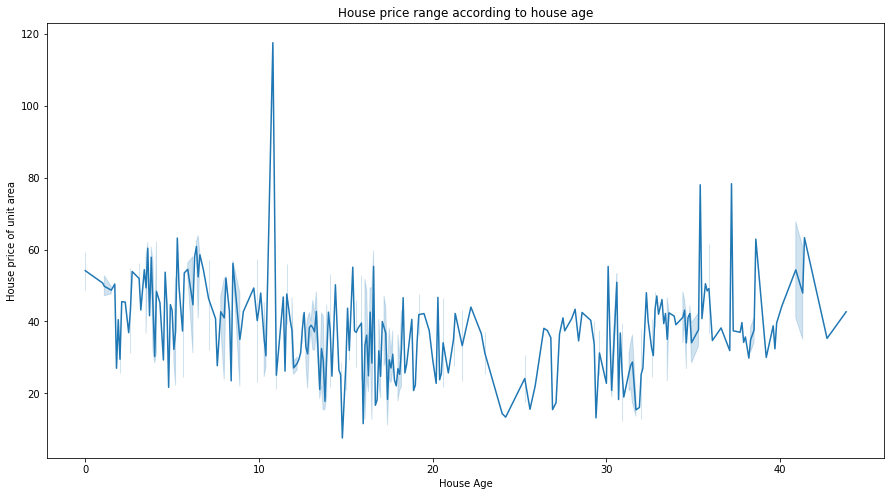 House price range according to house age
120
100
80
60
40
20
House price of unit area
0 10 20 30 40
House Age